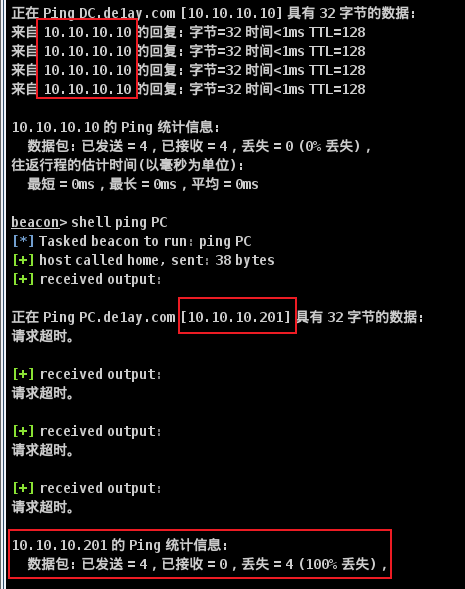 正在 Ping DC.de1ay.com [10.10.10.10] 具有 32 字节的数据：
来自 10.10.10.10 的回复：字节=32 时间<1ms TTL=128
来自 10.10.10.10 的回复：字节=32 时间<1ms TTL=128
来自 10.10.10.10 的回复：字节=32 时间<1ms TTL=128
来自 10.10.10.10 的回复：字节=32 时间<1ms TTL=128
10.10.10.10 的 Ping 统计信息：
数据包：已发送 = 4，已接收 = 4，丢失 = 0 (0% 丢失)，
往返行程的估计时间(以毫秒为单位)：
最短 = 0ms，最长 = 0ms，平均 = 0ms
beacon> shell ping PC
[*] Tasked beacon to run: ping PC
[+] host called home, sent: 38 bytes
[+] received output:
正在 Ping PC.de1ay.com [10.10.10.201] 具有 32 字节的数据：
请求超时。
[+] received output:
请求超时。
[+] received output:
请求超时。
[+] received output:
请求超时。
10.10.10.201 的 Ping 统计信息：
数据包：已发送 = 4，已接收 = 0，丢失 = 4 (100% 丢失)，